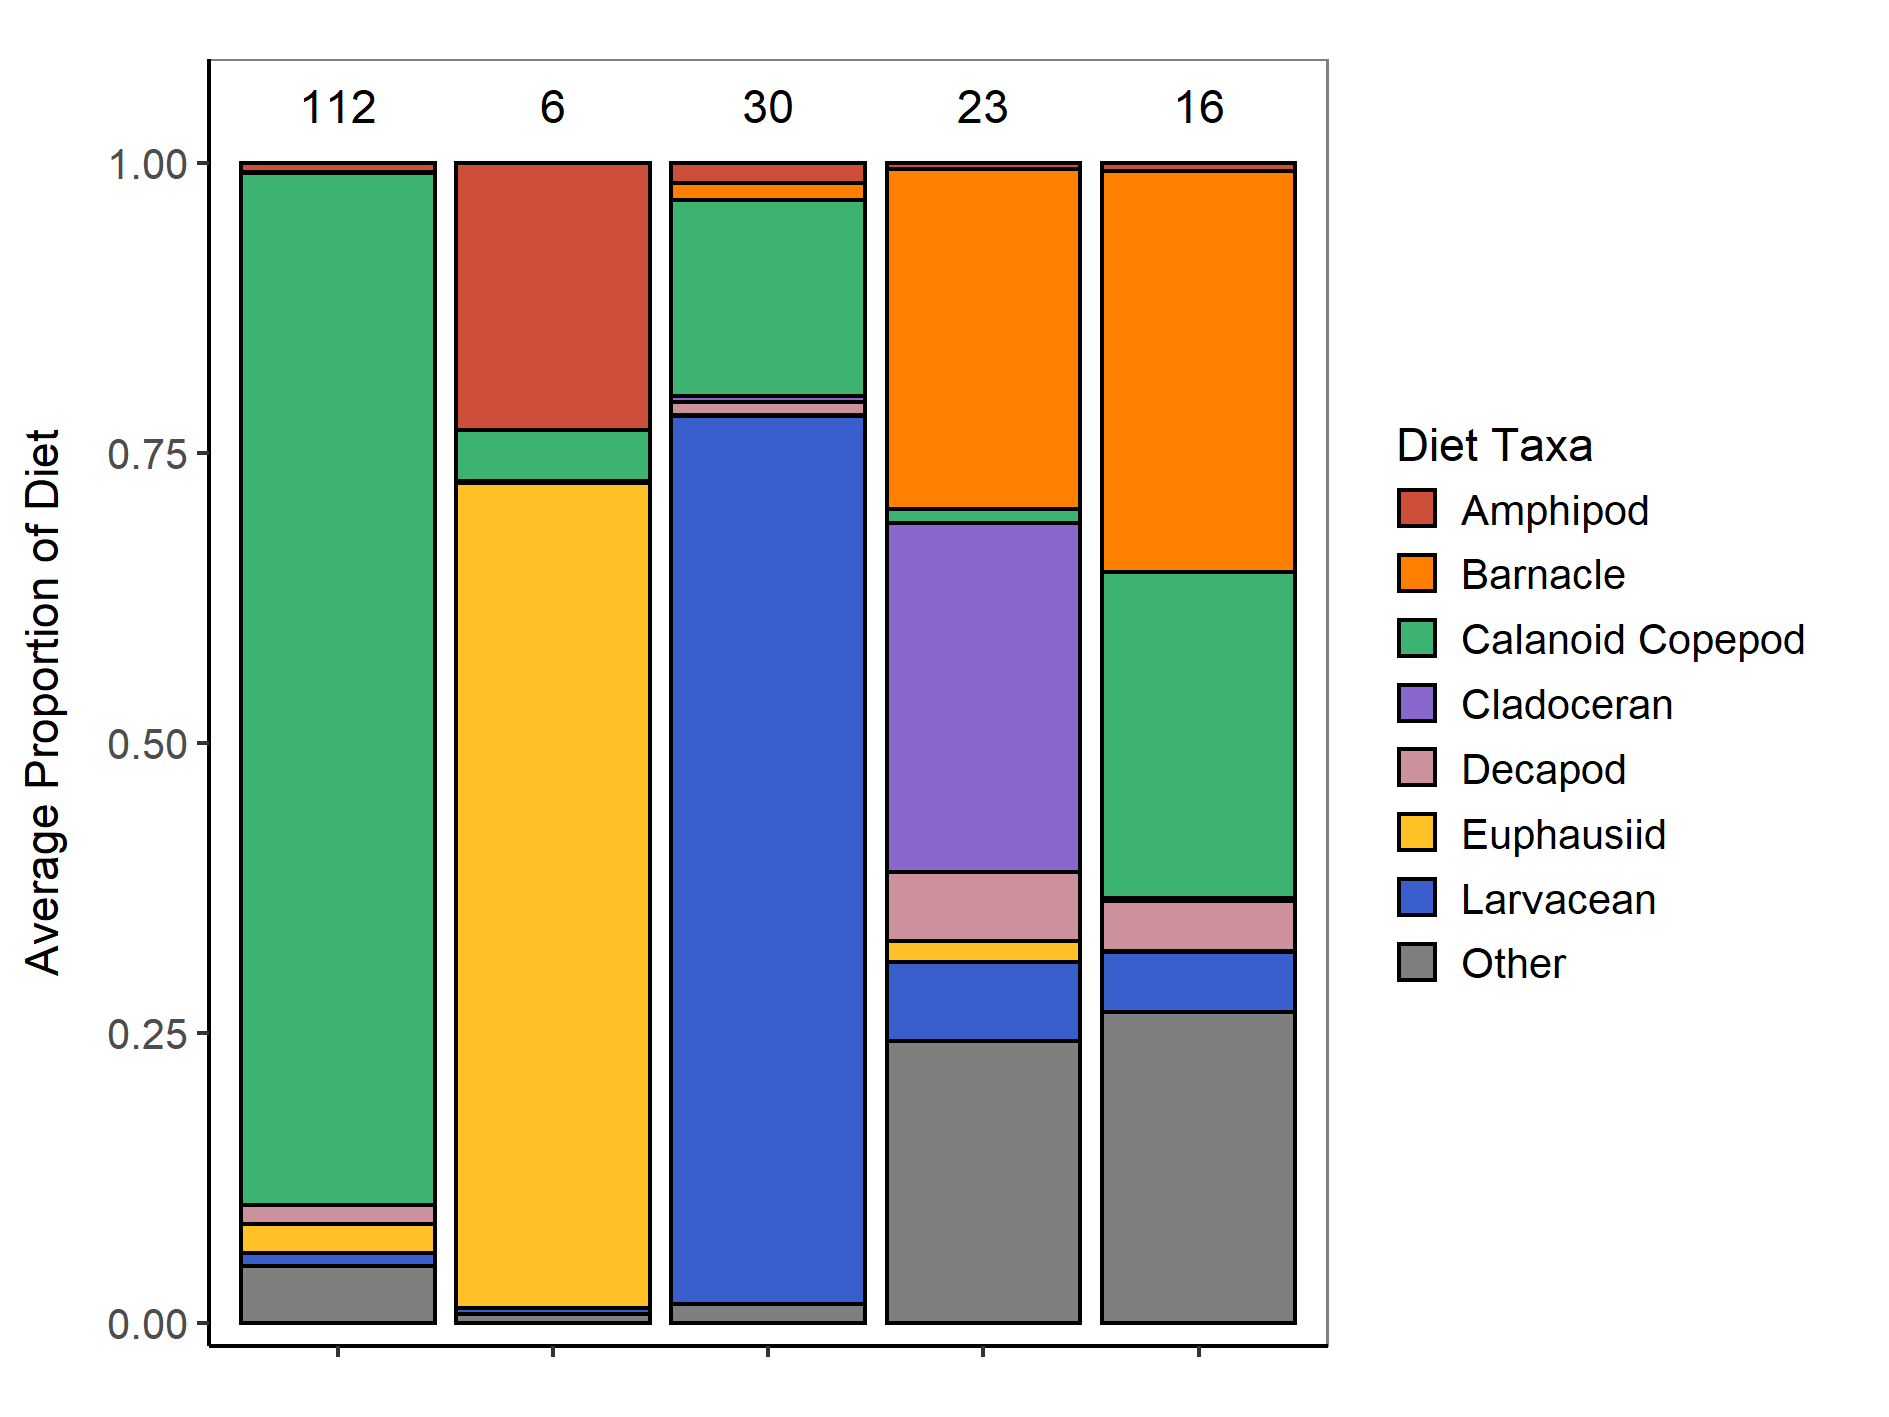 112 6 30 23 16
1.00
0.75
0.50
0.25
0.00
Average Proportion of Diet
Diet Taxa
Amphipod
Barnacle
Calanoid Copepod
Cladoceran
Decapod
Euphausiid
Larvacean
Other